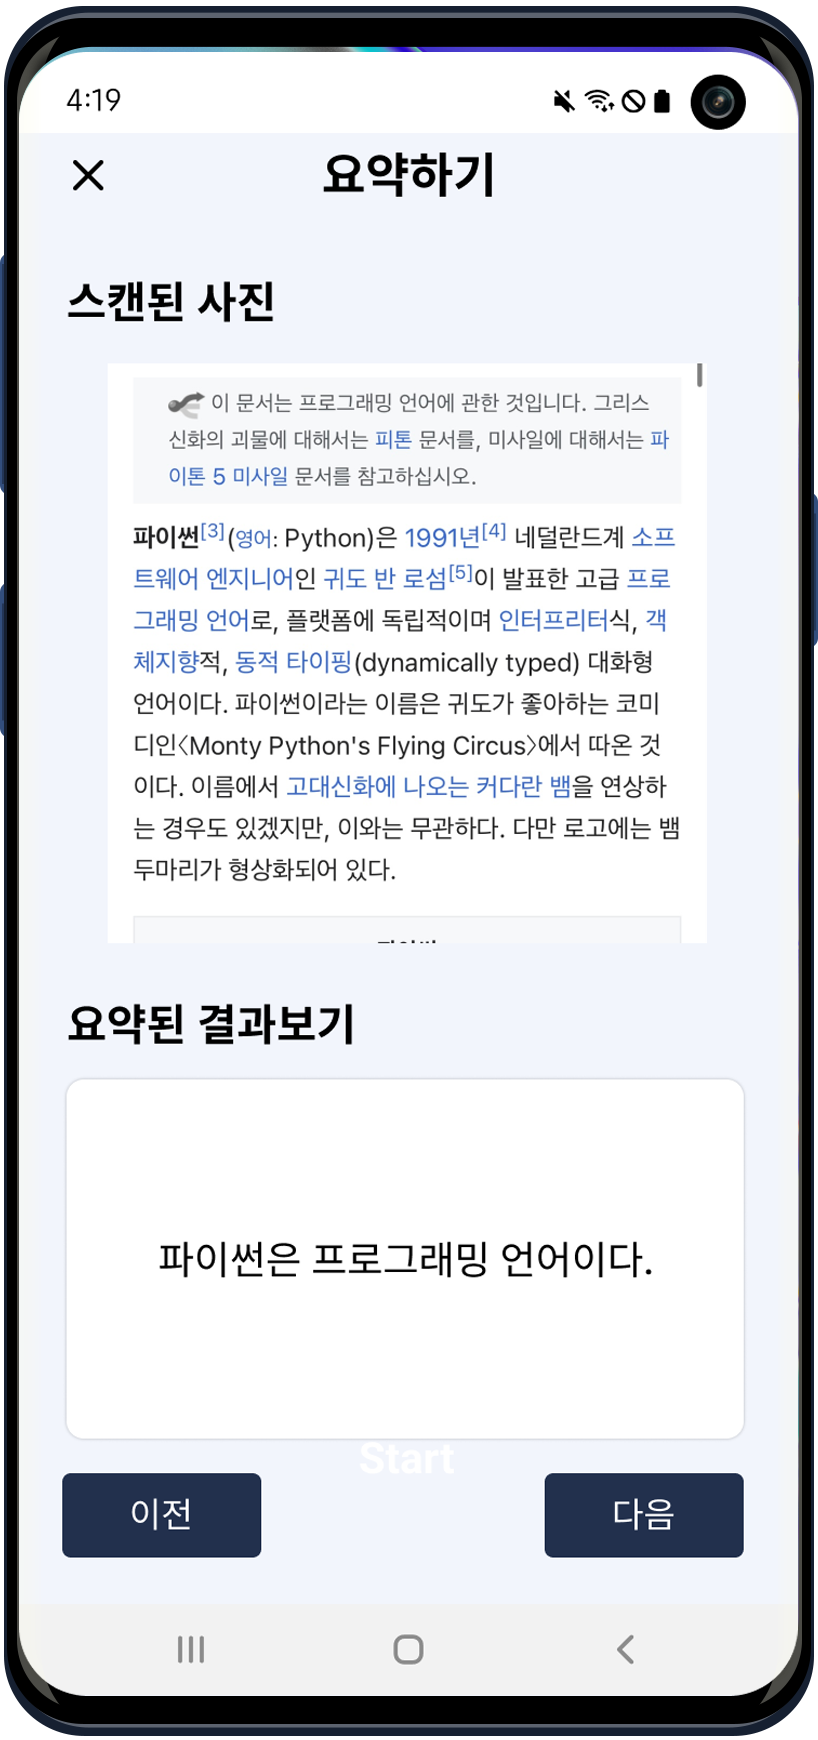 4:19
요약하기
스캔된 사진
이 문서는 프로그래밍 언어에 관한 것입니다. 그리스
신화의 괴물에 대해서는 피톤 문서를, 미사일에 대해서는 파
이톤 5 미사일 문서를 참고하십시오.
파이썬[3](영어: Python)은 1991년[4] 네덜란드계 소프
트웨어 엔지니어인 귀도 반 로섬[5]이 발표한 고급 프로
그래밍 언어로, 플랫폼에 독립적이며 인터프리터식, 객
체지향적, 동적 타이핑(dynamically typed) 대화형
언어이다. 파이썬이라는 이름은 귀도가 좋아하는 코미
디인〈Monty Python's Flying Circus〉에서 따온 것
이다. 이름에서 고대신화에 나오는 커다란 뱀을 연상하
는 경우도 있겠지만, 이와는 무관하다. 다만 로고에는 뱀
두마리가 형상화되어 있다.
요약된 결과보기
파이썬은 프로그래밍 언어이다.
Start
이전
다음